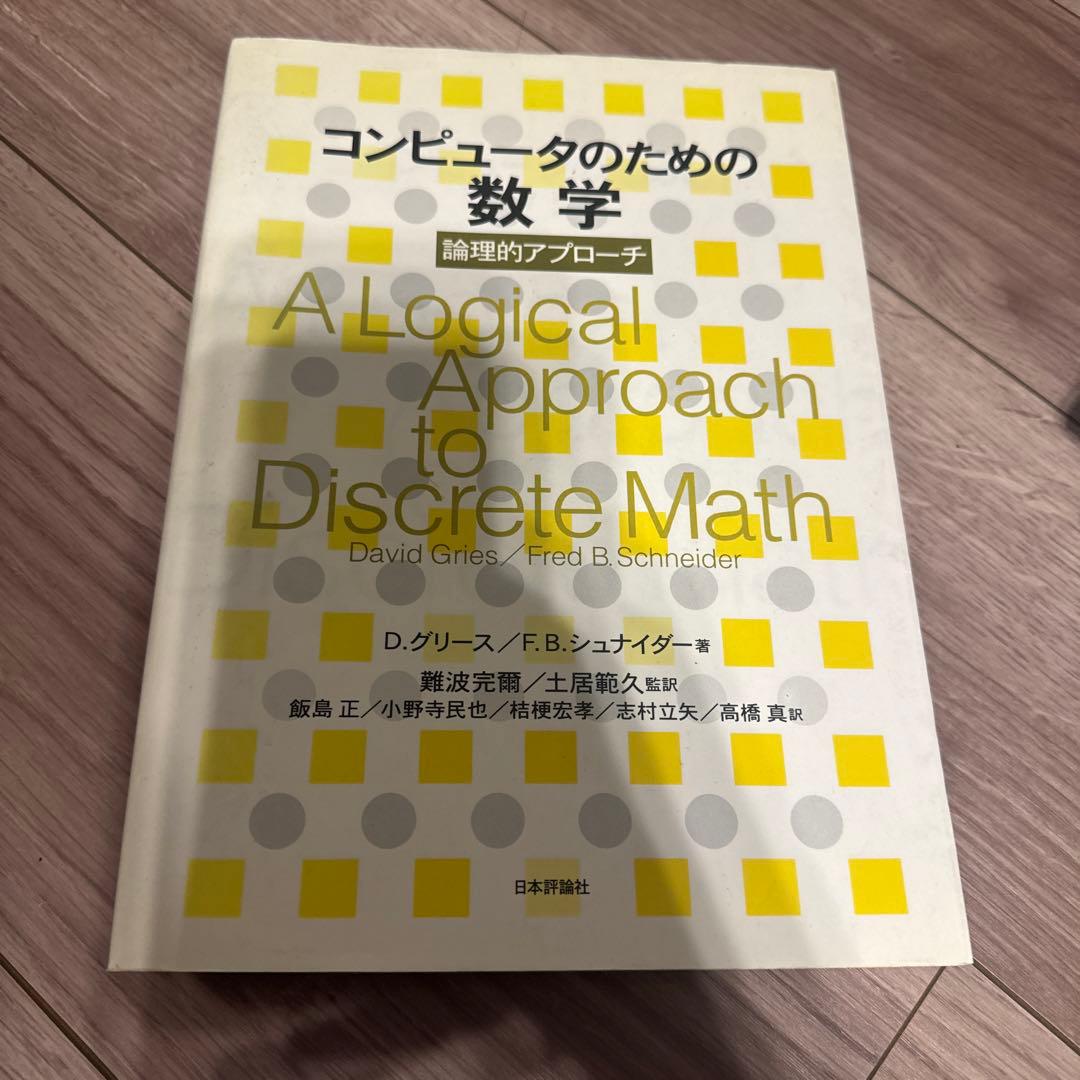 コンピュータのための
数学
論理的アプローチ
A Logical
Approach
to
Discrete Math
David Gries／Fred B. Schneider
D.グリース／F.B.シュナイダー著
難波完爾／土居範久監訳
飯島 正／小野寺民也／桔梗宏孝／志村立矢／高橋 真訳
日本評論社